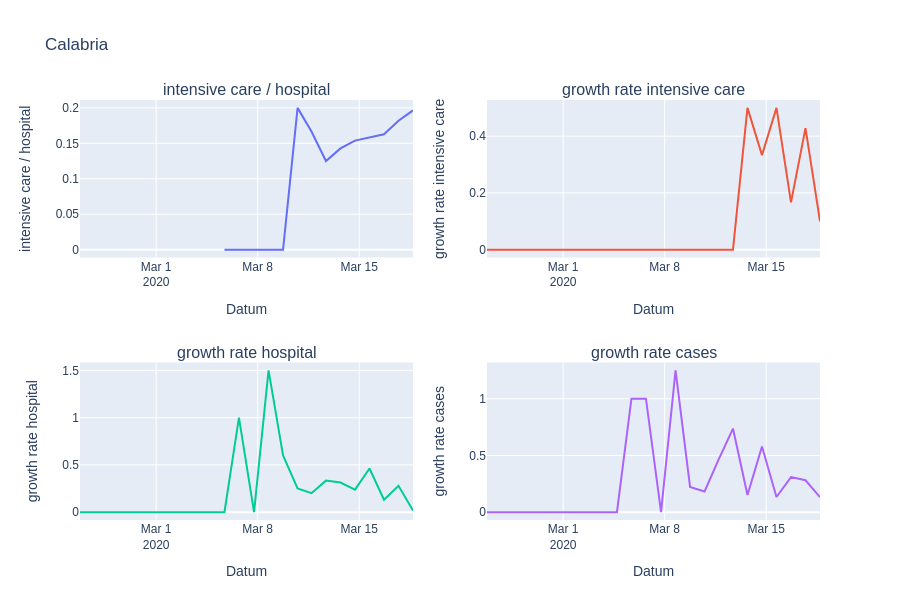 Calabria
intensive care / hospital
intensive care / hospital
0.2
0.15
0.1
0.05
0
Mar 1
2020
Mar 8
Mar 15
Datum
growth rate intensive care
growth rate intensive care
0.4
0.2
0
Mar 1
2020
Mar 8
Mar 15
Datum
growth rate hospital
growth rate hospital
1.5
1
0.5
0
Mar 1
2020
Mar 8
Mar 15
Datum
growth rate cases
growth rate cases
1
0.5
0
Mar 1
2020
Mar 8
Mar 15
Datum